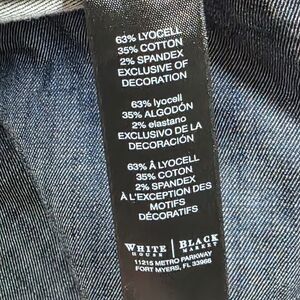 63% LYOCELL
35% COTTON
2% SPANDEX
EXCLUSIVE OF
DECORATION
63% lyocell
35% ALGODÓN
2% elastano
EXCLUSIVO DE LA
DECORACIÓN
63% À LYOCELL
35% COTON
2% SPANDEX
À L'EXCEPTION DES
MOTIFS
DÉCORATIFS
WHITE | BLACK
HOUSE | MARKET
11215 METRO PARKWAY
FORT MYERS, FL 33966